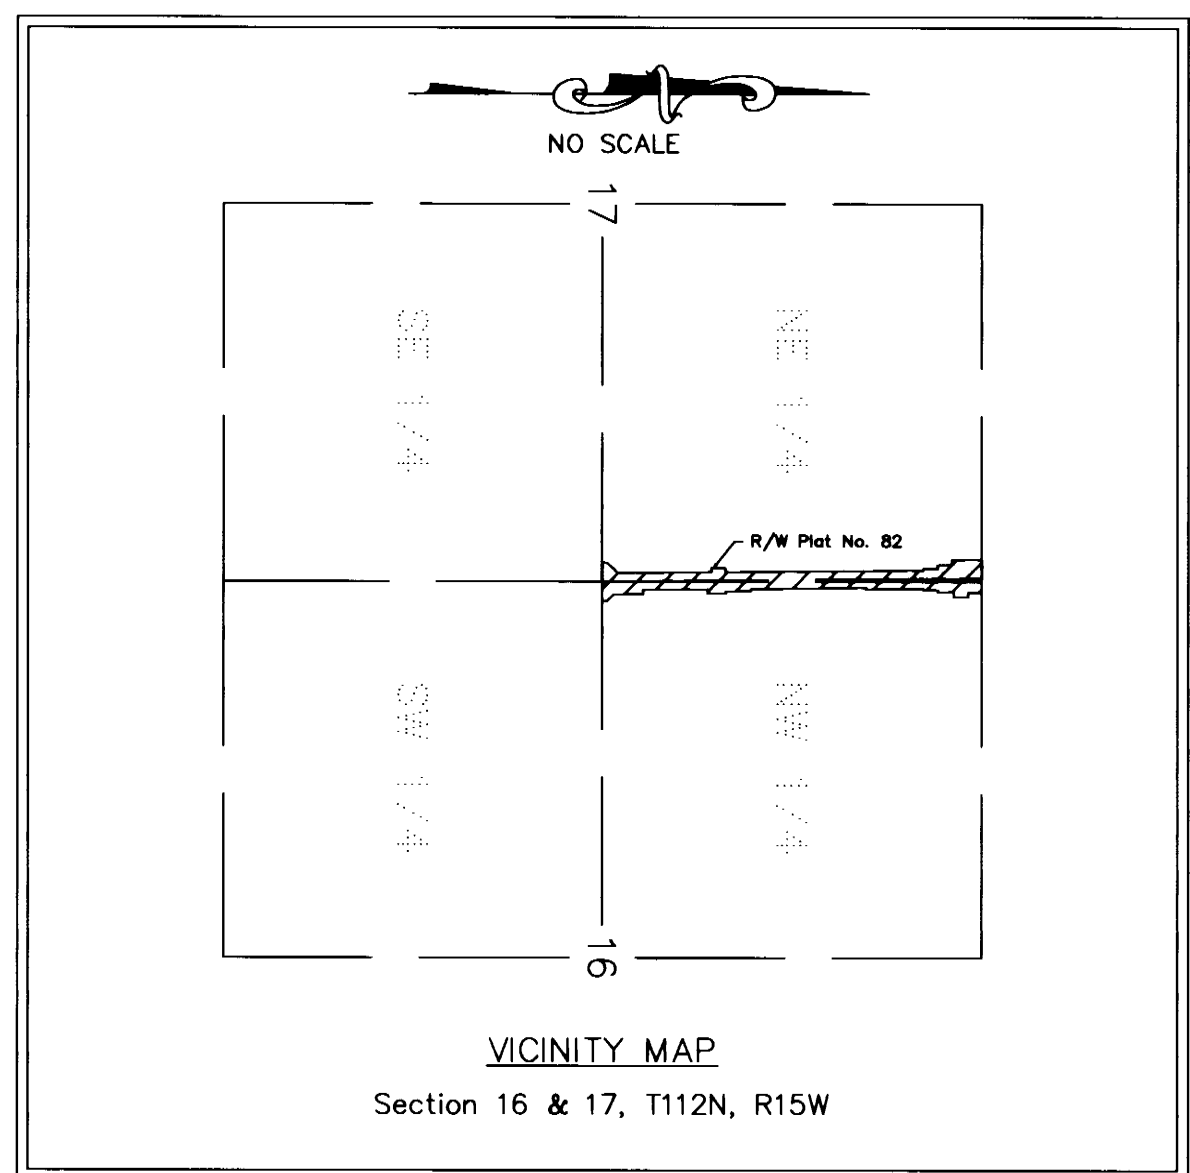 NO SCALE
17
SE 1/4
NE 1/4
R/W Plat No. 82
SW 1/4
NW 1/4
16
VICINITY MAP
Section 16 & 17, T112N, R15W